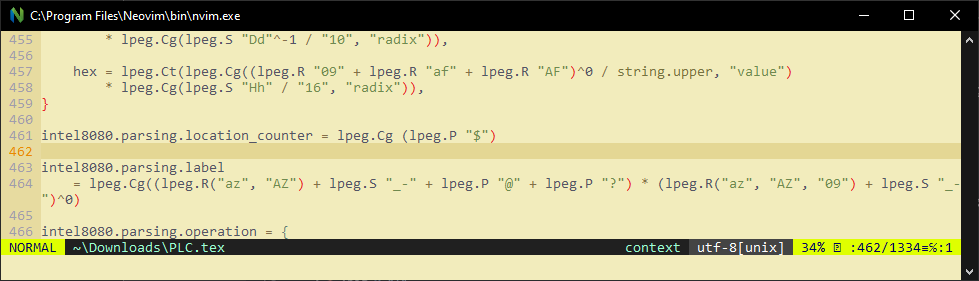 C:\Program Files\Neovim\bin\nvim.exe
455         * lpeg.Cg(lpeg.S "Dd"^-1 / "10", "radix")),
456
457     hex = lpeg.Ct(lpeg.Cg((lpeg.R "09" + lpeg.R "af" + lpeg.R "AF")^0 / string.upper, "value")
458         * lpeg.Cg(lpeg.S "Hh" / "16", "radix")),
459 }
460
461 intel8080.parsing.location_counter = lpeg.Cg (lpeg.P "$")
462
463 intel8080.parsing.label
464     = lpeg.Cg((lpeg.R("az", "AZ") + lpeg.S "_-" + lpeg.P "@" + lpeg.P "?") * (lpeg.R("az", "AZ", "09") + lpeg.S "_-
")^0)
465
466 intel8080.parsing.operation = {
NORMAL ~\Downloads\PLC.tex context utf-8[unix] 34% :462/1334≡%:1